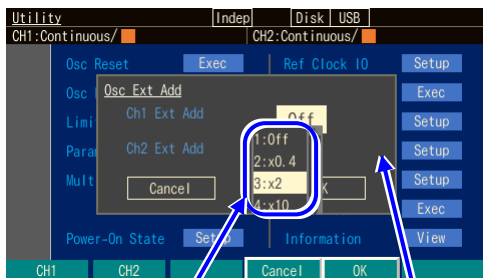 Utility Indep Disk USB
CH1:Continuous/ CH2:Continuous/
Osc Reset Exec Ref Clock IO Setup
Osc Exec
Osc Ext Add
Limi Ch1 Ext Add Off Setup
1:Off
Para Ch2 Ext Add 2:x0.4 Setup
Mult Cancel 3:x2 K Setup
4:x10 Exec
Power-On State Setup Information View
CH1 CH2 Cancel OK